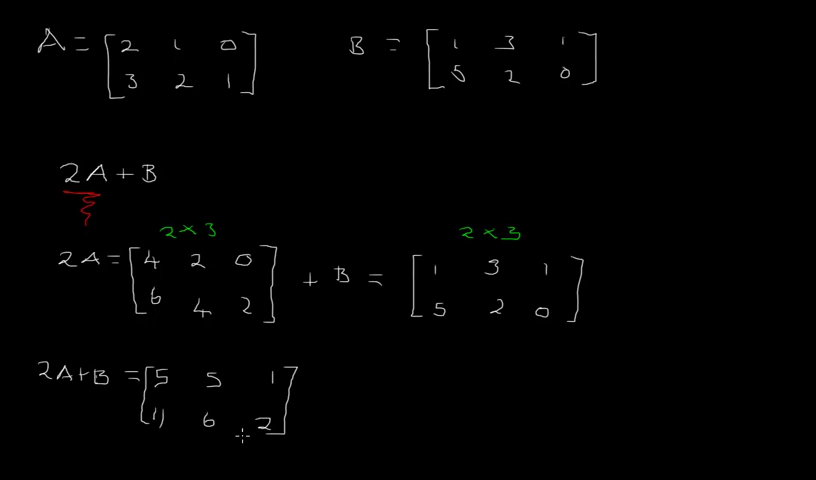 A = [ 2 1 0   B = [ 1 3 1
3 2 1 ]   5 2 0 ]
2A + B
2 × 3   2 × 3
2A = [ 4 2 0   + B = [ 1 3 1
6 4 2 ]   5 2 0 ]
2A+B = [ 5 5 1
11 6 2 ]